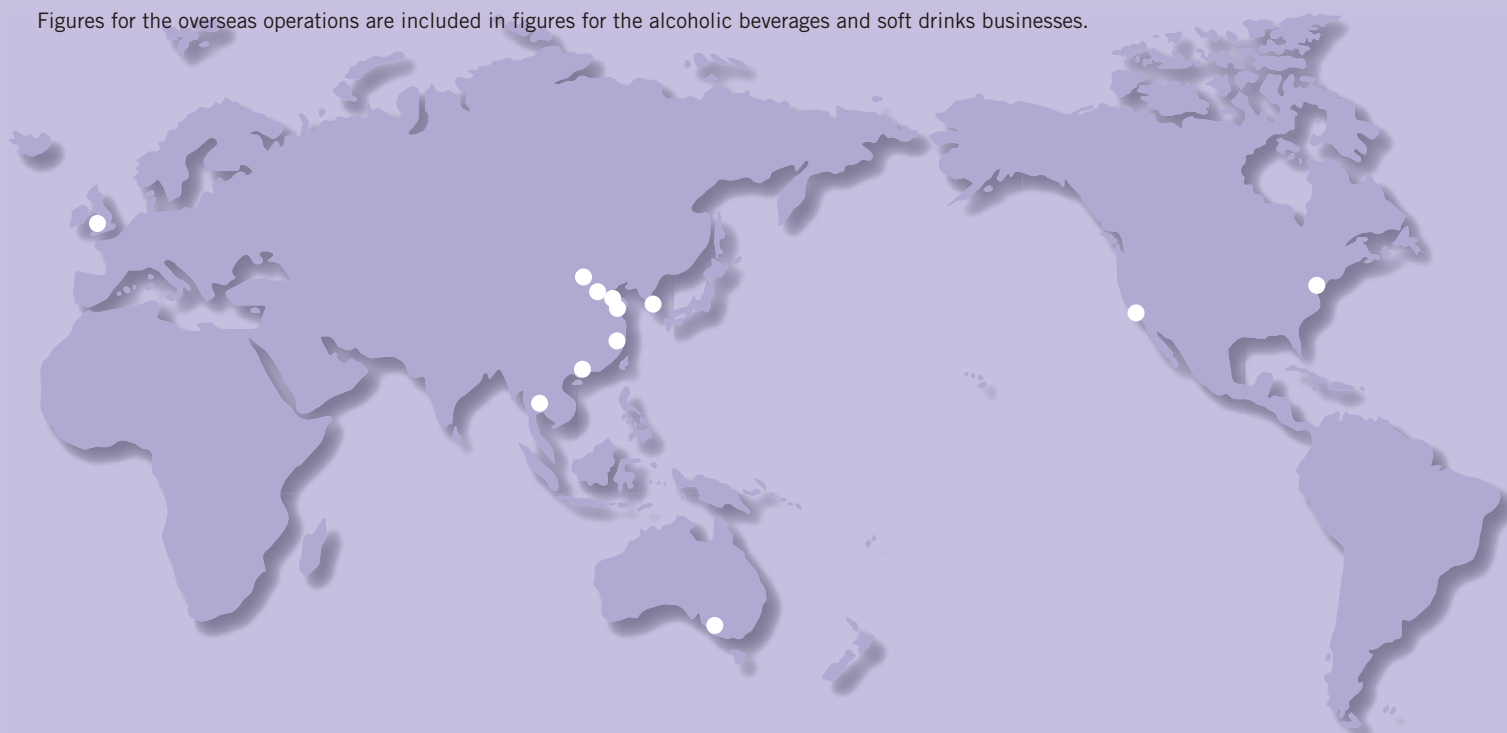 Figures for the overseas operations are included in figures for the alcoholic beverages and soft drinks businesses.